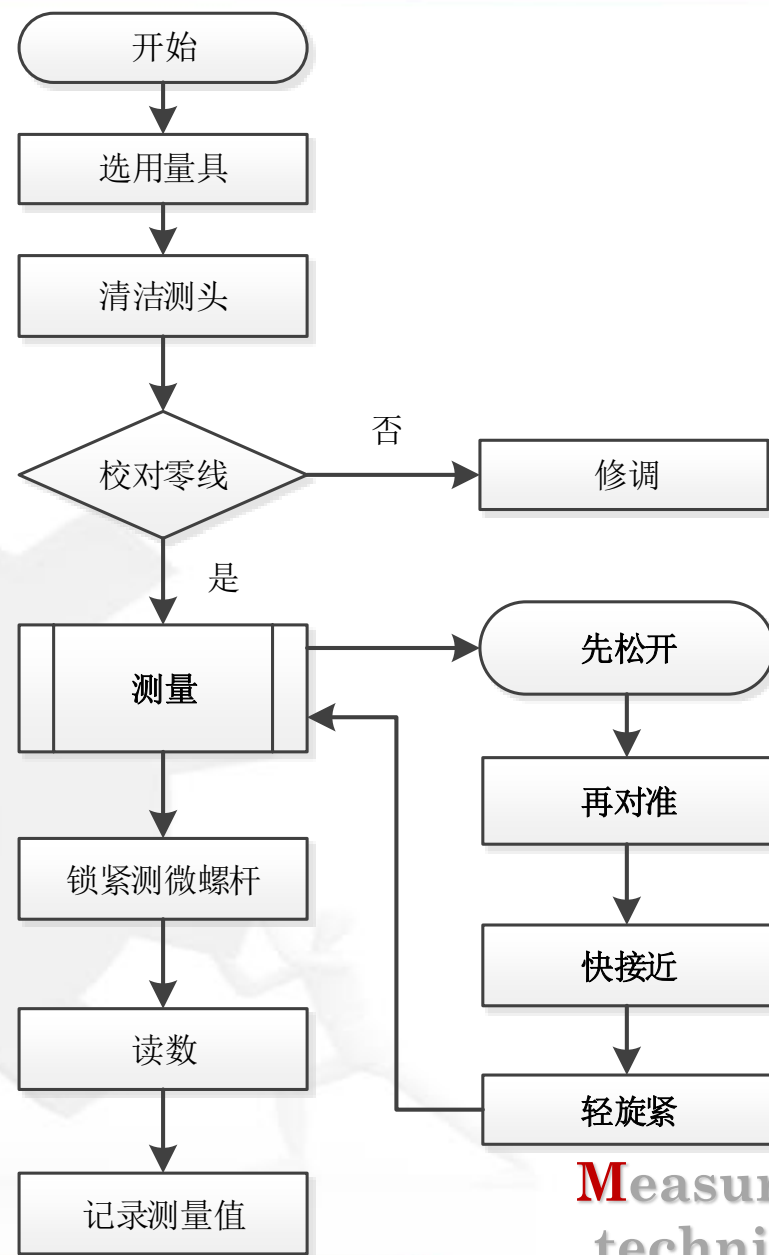 开始
选用量具
清洁测头
校对零线
否
修调
是
测量
先松开
再对准
快接近
轻旋紧
锁紧测微螺杆
读数
记录测量值
Measur
techni